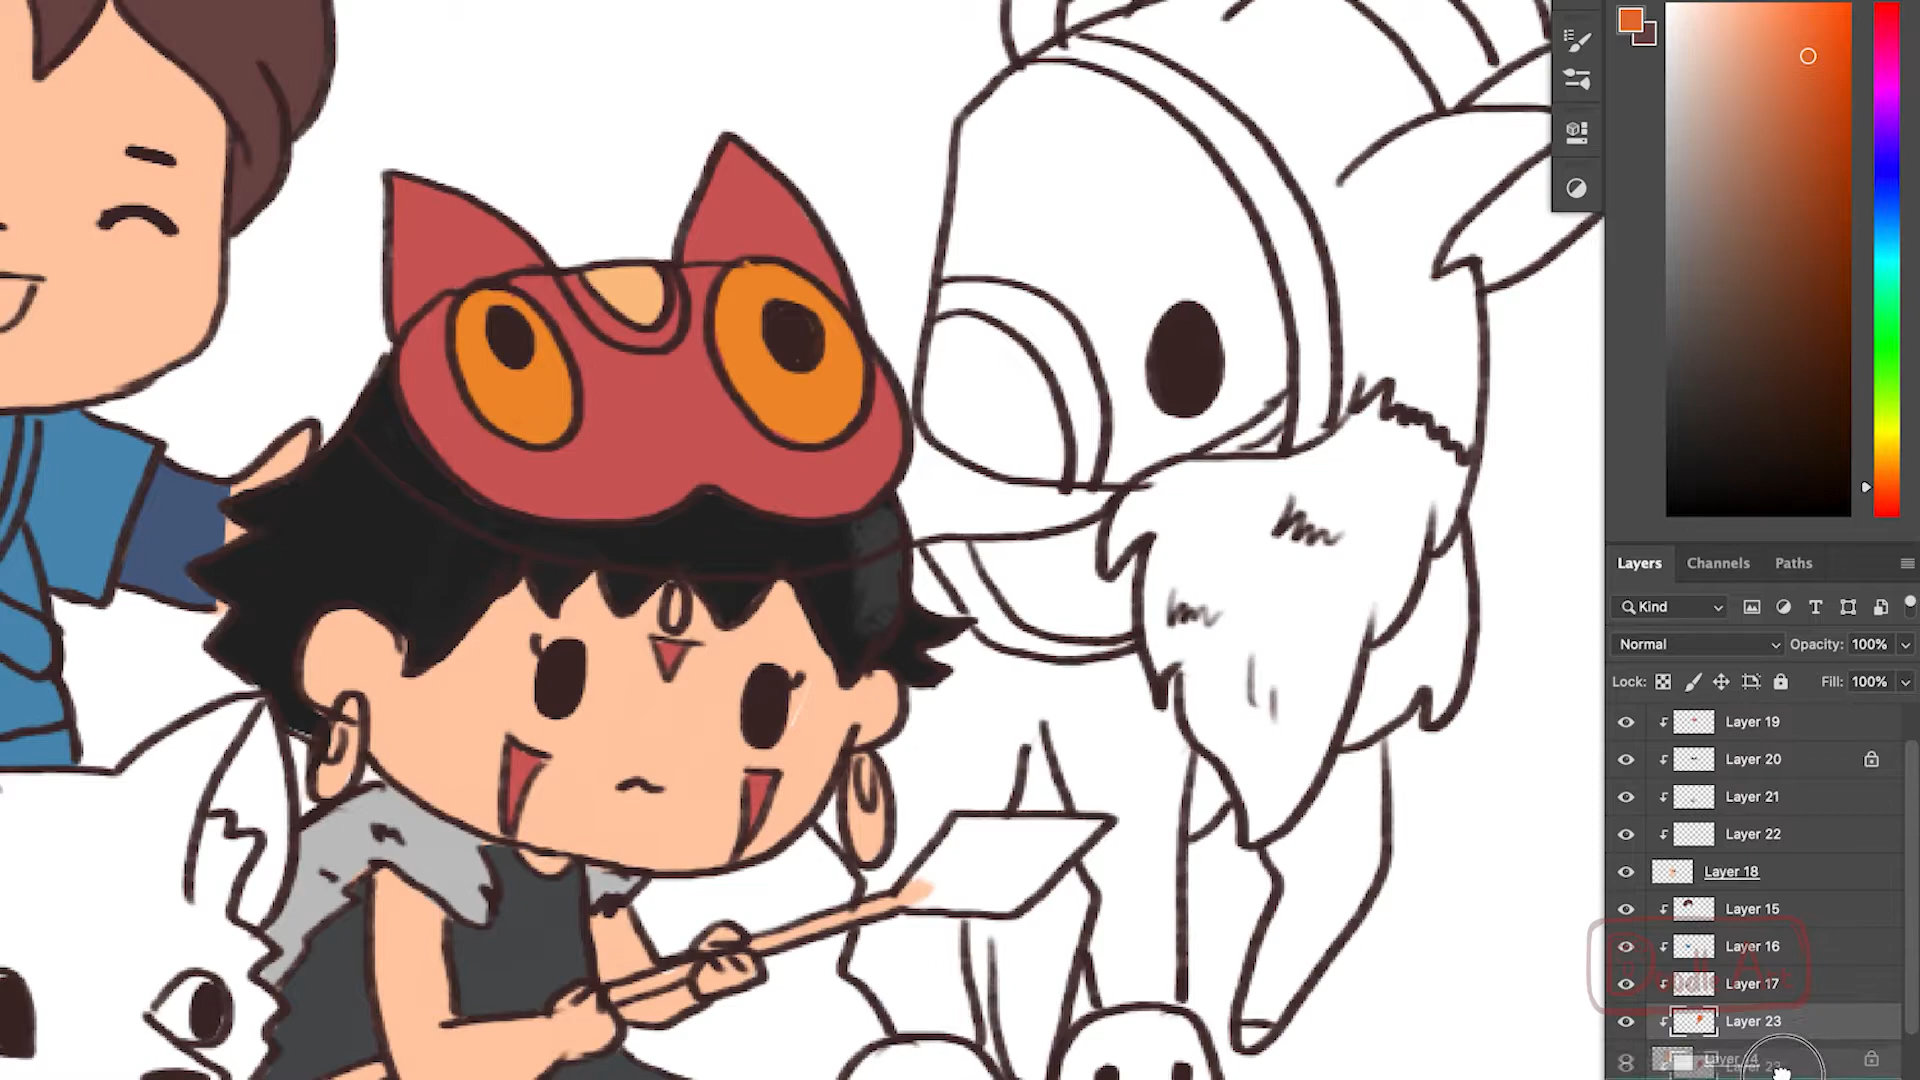 Layers Channels Paths
Kind
Normal Opacity: 100%
Lock: Fill: 100%
Layer 19
Layer 20
Layer 21
Layer 22
Layer 18
Layer 15
Layer 16
Layer 17
Layer 23